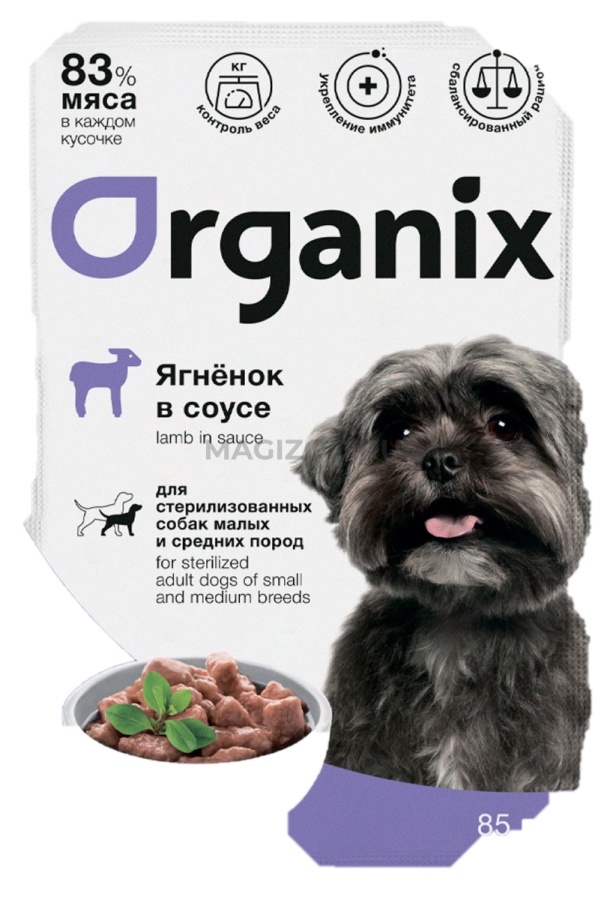 83%
мяса
в каждом
кусочке
кг
контроль веса
укрепление иммунитета
сбалансированный рацион
Organix
Ягнёнок
в соусе
lamb in sauce
для
стерилизованных
собак малых
и средних пород
for sterilized
adult dogs of small
and medium breeds
85